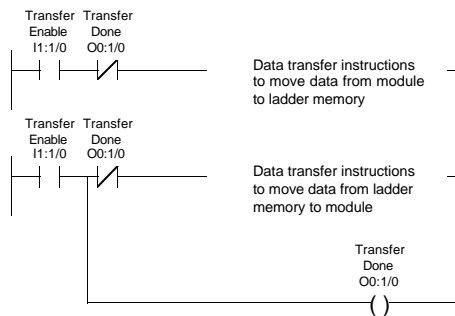 Transfer Transfer
Enable Done
I1:1/0 O0:1/0
Data transfer instructions
to move data from module
to ladder memory
Transfer Transfer
Enable Done
I1:1/0 O0:1/0
Data transfer instructions
to move data from ladder
memory to module
Transfer
Done
O0:1/0
( )